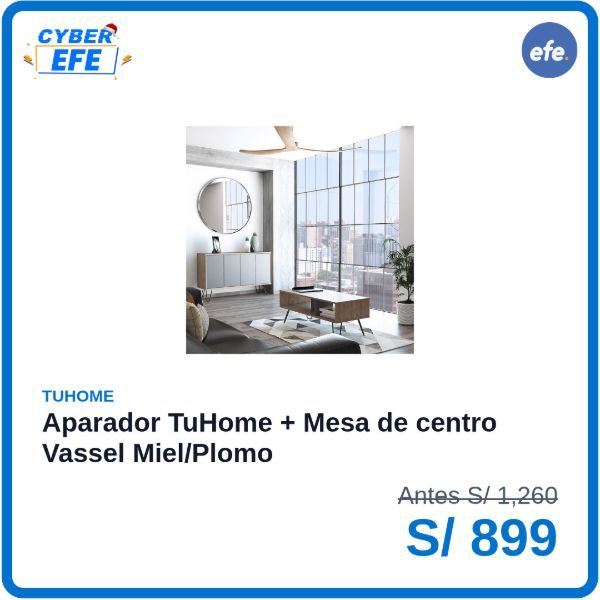 CYBER
EFE
efe.
TUHOME
Aparador TuHome + Mesa de centro
Vassel Miel/Plomo
Antes S/ 1,260
S/ 899